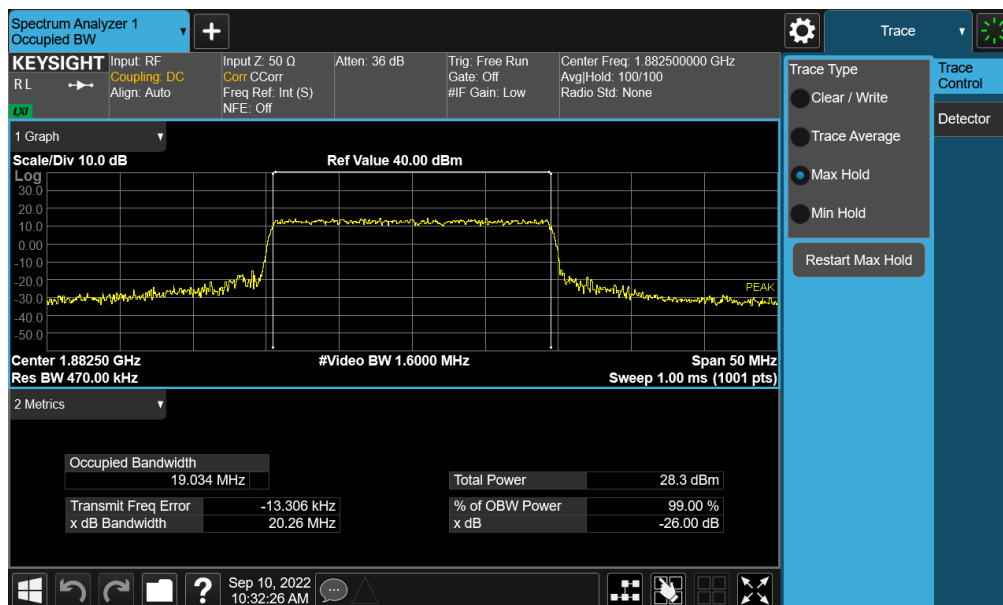 Spectrum Analyzer 1
Occupied BW
+
Trace
KEYSIGHT
R L
LXI
Input: RF
Coupling: DC
Align: Auto
Input Z: 50 Ω
Corr CCorr
Freq Ref: Int (S)
NFE: Off
Atten: 36 dB
Trig: Free Run
Gate: Off
#IF Gain: Low
Center Freq: 1.882500000 GHz
Avg|Hold: 100/100
Radio Std: None
Trace Type
Clear / Write
Trace Average
Max Hold
Min Hold
Restart Max Hold
Trace
Control
Detector
1 Graph
Scale/Div 10.0 dB
Ref Value 40.00 dBm
Log
30.0
20.0
10.0
0.00
-10.0
-20.0
-30.0
-40.0
-50.0
PEAK
Center 1.88250 GHz
#Video BW 1.6000 MHz
Span 50 MHz
Res BW 470.00 kHz
Sweep 1.00 ms (1001 pts)
2 Metrics
Occupied Bandwidth
19.034 MHz
Total Power 28.3 dBm
Transmit Freq Error -13.306 kHz
% of OBW Power 99.00 %
x dB Bandwidth 20.26 MHz
x dB -26.00 dB
?
Sep 10, 2022
10:32:26 AM